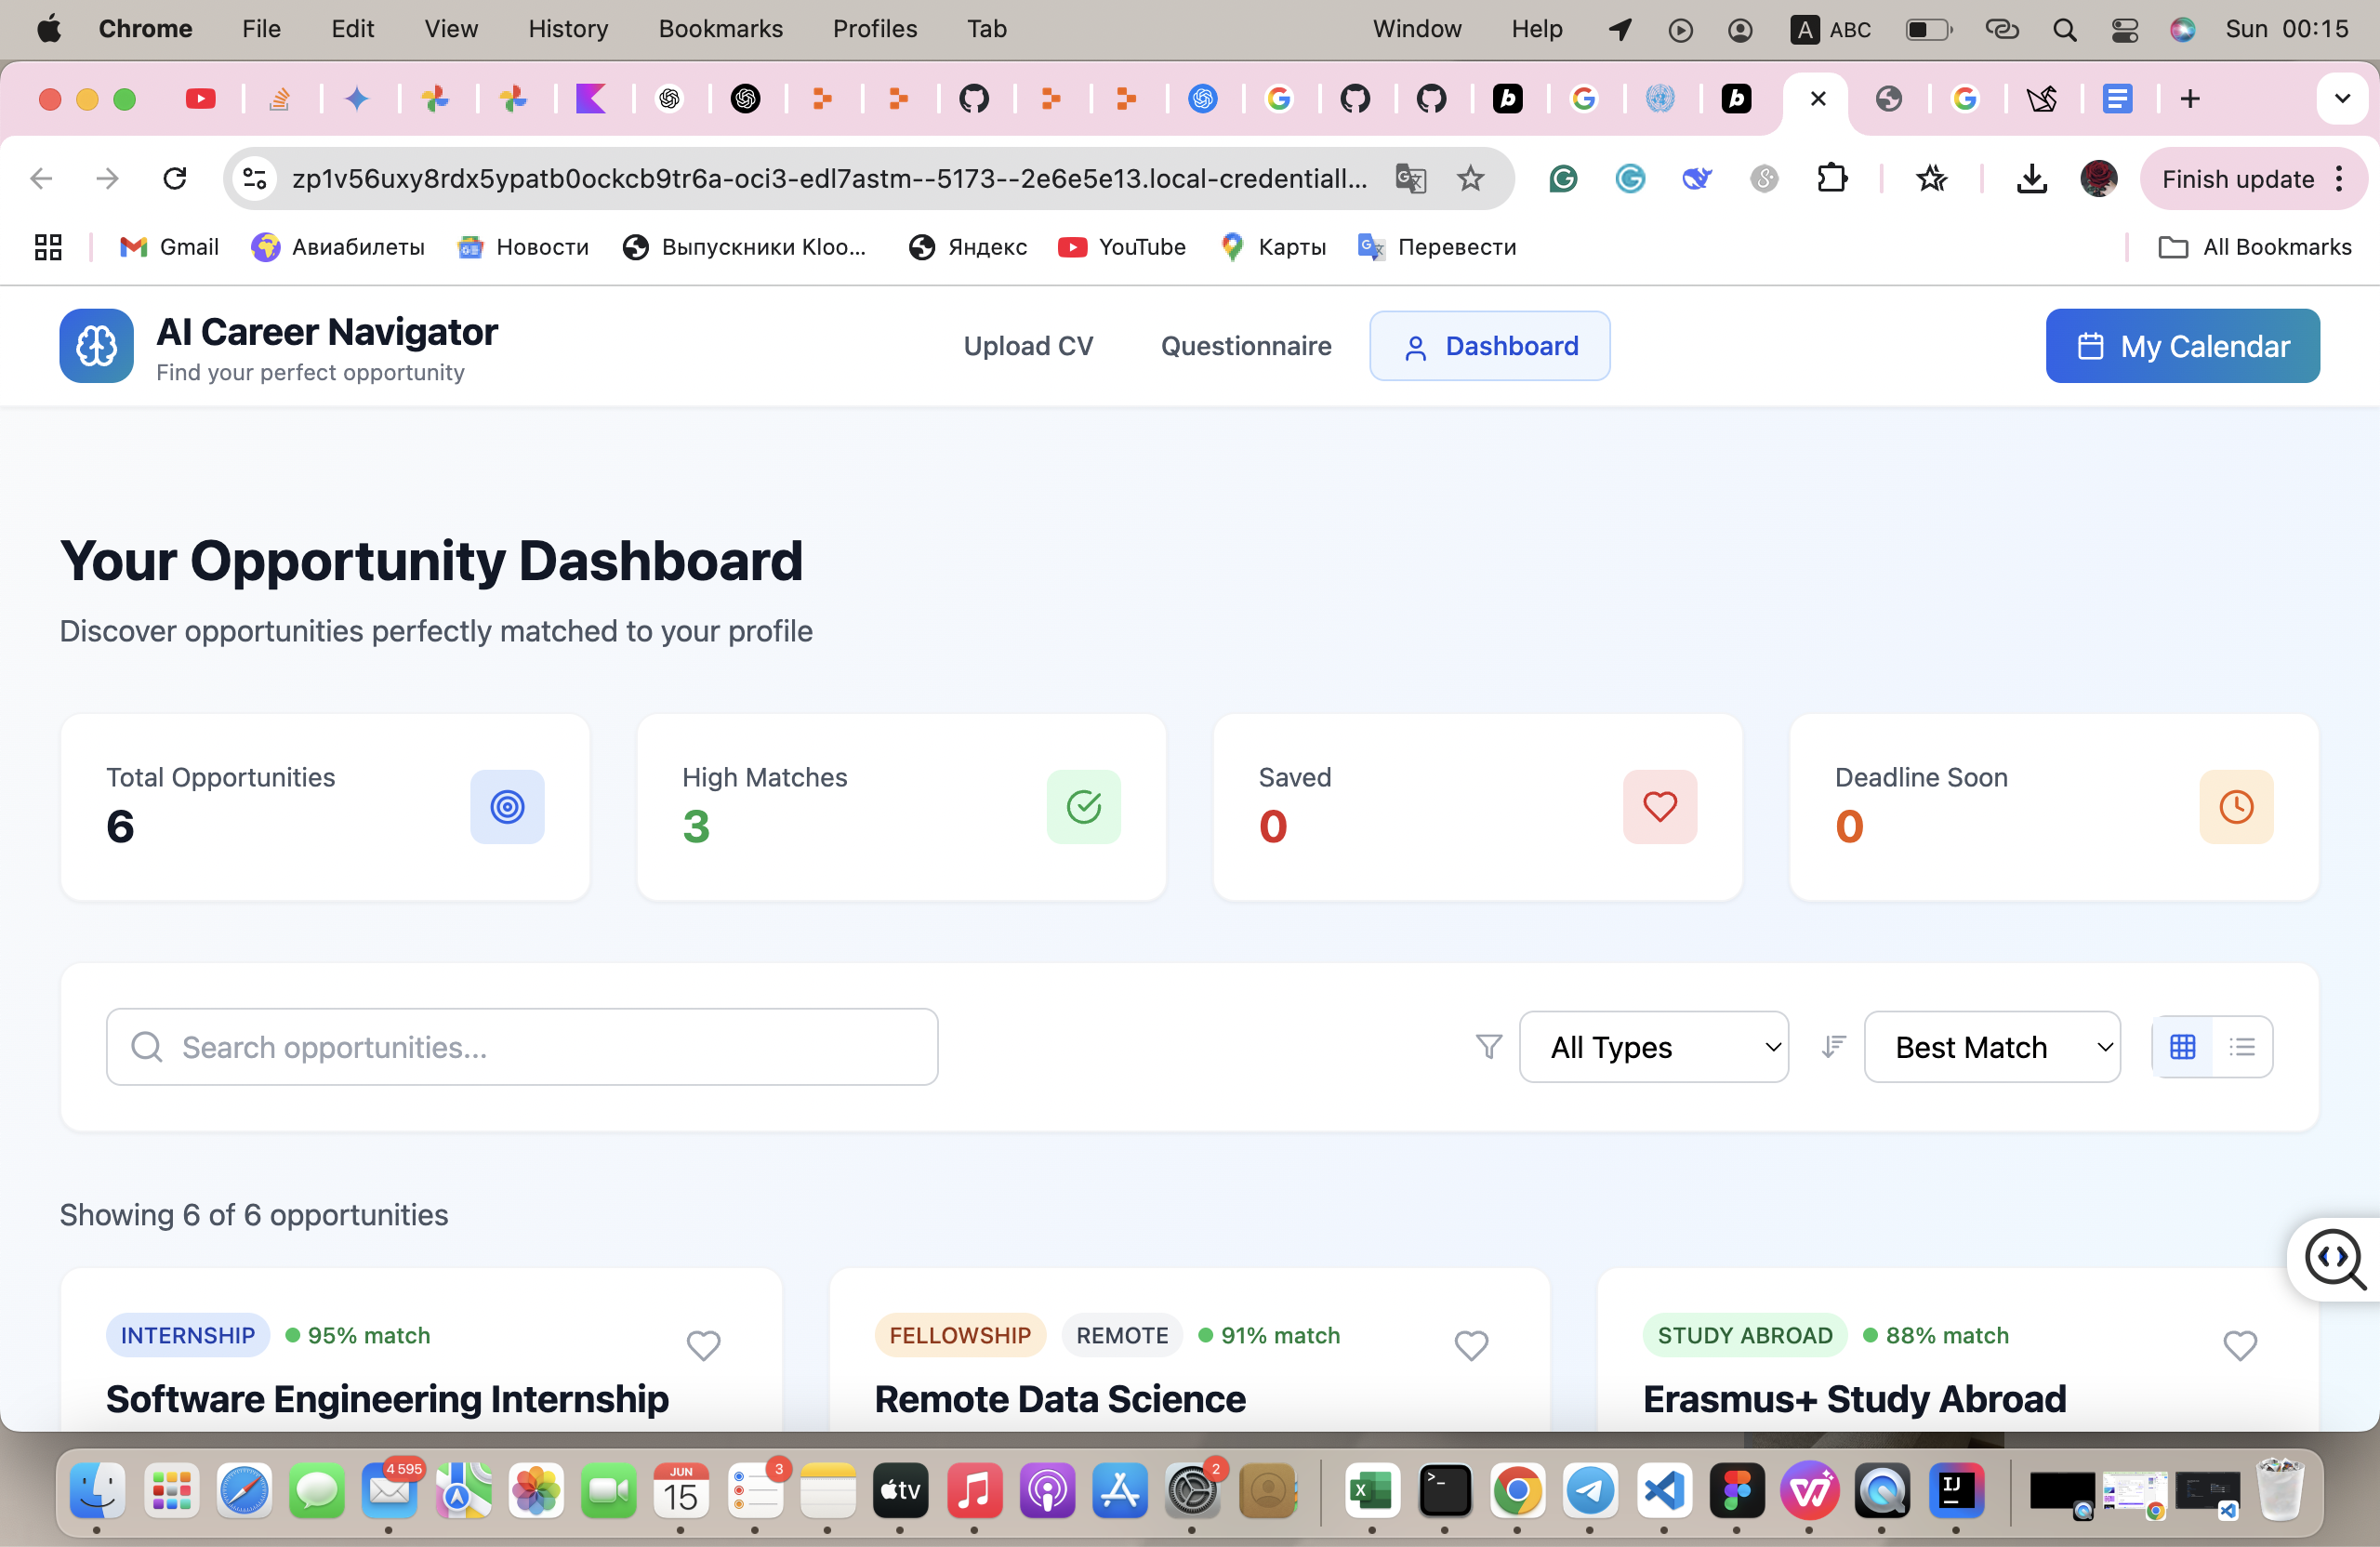 Chrome File Edit View History Bookmarks Profiles Tab Window Help A ABC Sun 00:15
zp1v56uxy8rdx5ypatb0ockcb9tr6a-oci3-edl7astm--5173--2e6e5e13.local-credentiall... Finish update
Gmail Авиабилеты Новости Выпускники Kloo... Яндекс YouTube Карты Перевести All Bookmarks
AI Career Navigator
Find your perfect opportunity
Upload CV Questionnaire Dashboard My Calendar
Your Opportunity Dashboard
Discover opportunities perfectly matched to your profile
Total Opportunities
6
High Matches
3
Saved
0
Deadline Soon
0
Search opportunities...
All Types
Best Match
Showing 6 of 6 opportunities
INTERNSHIP 95% match
Software Engineering Internship
FELLOWSHIP REMOTE 91% match
Remote Data Science
STUDY ABROAD 88% match
Erasmus+ Study Abroad
4 595
JUN
15
3
tv
2
X
IJ